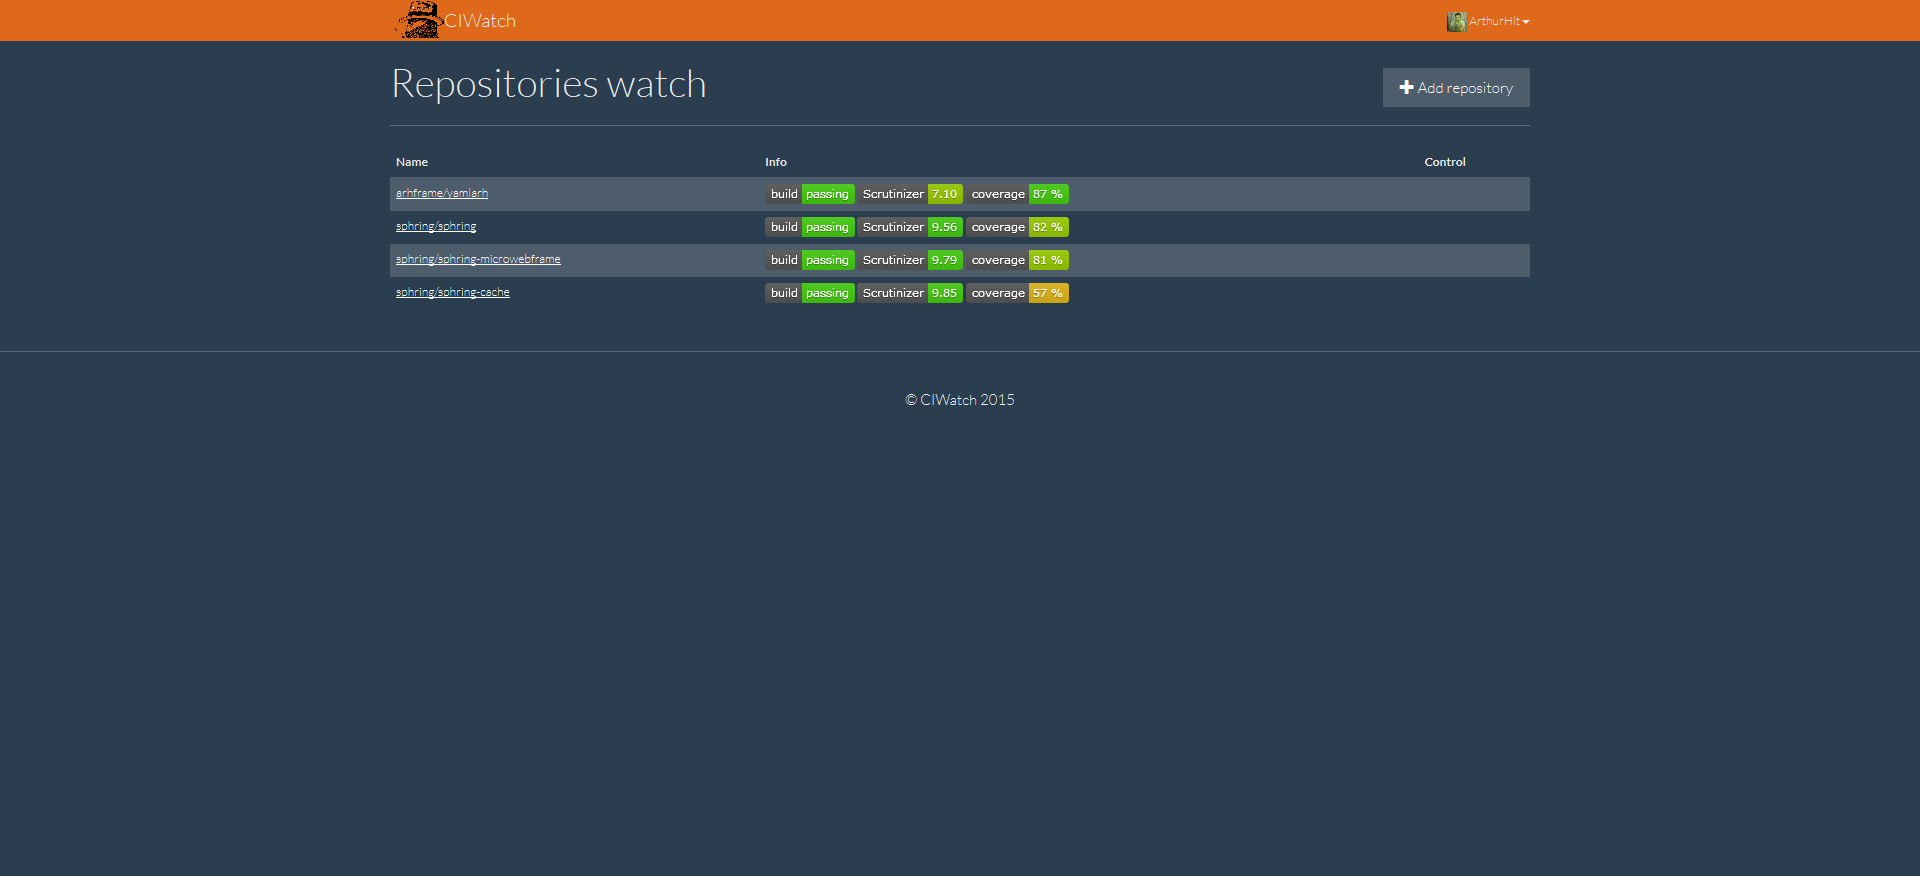 CIWatch
ArthurHlt
Repositories watch
Add repository
Name Info Control
arhframe/yamlarh build passing Scrutinizer 7.10 coverage 87 %
sphring/sphring build passing Scrutinizer 9.56 coverage 82 %
sphring/sphring-microwebframe build passing Scrutinizer 9.79 coverage 81 %
sphring/sphring-cache build passing Scrutinizer 9.85 coverage 57 %
© CIWatch 2015